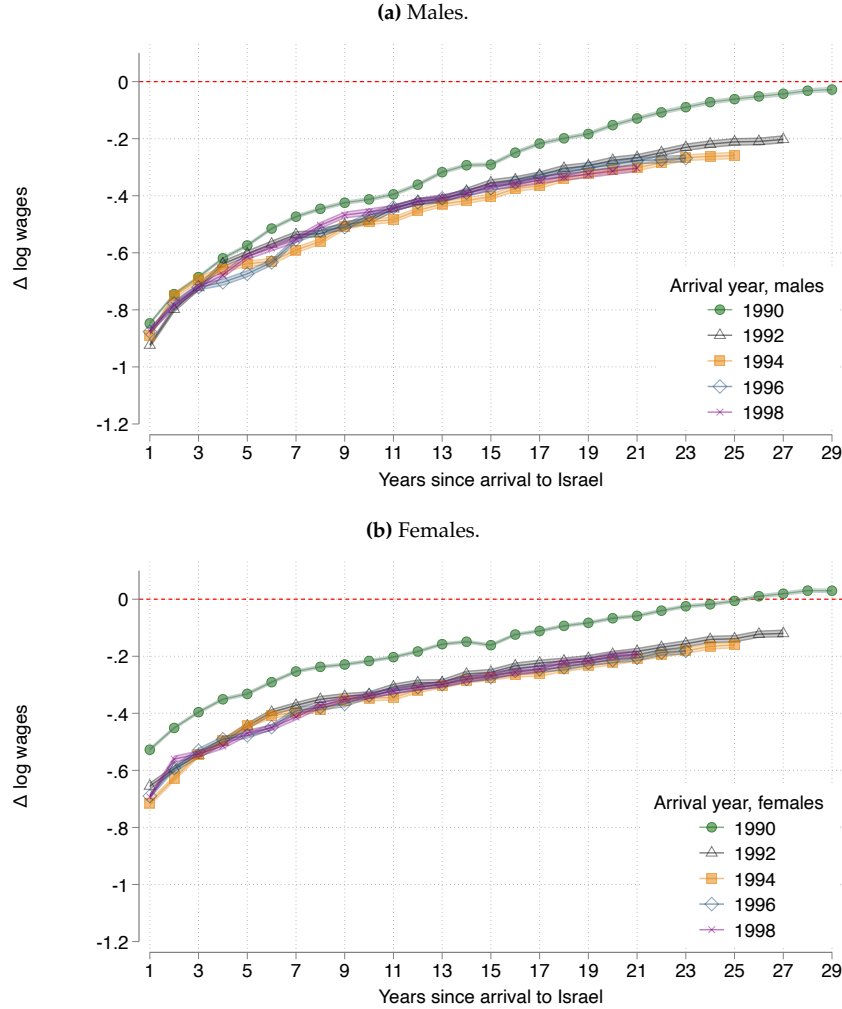 (a) Males.
0
-.2
-.4
-.6
-.8
-1
-1.2
Δ log wages
Arrival year, males
1990
1992
1994
1996
1998
1 3 5 7 9 11 13 15 17 19 21 23 25 27 29
Years since arrival to Israel
(b) Females.
0
-.2
-.4
-.6
-.8
-1
-1.2
Δ log wages
Arrival year, females
1990
1992
1994
1996
1998
1 3 5 7 9 11 13 15 17 19 21 23 25 27 29
Years since arrival to Israel